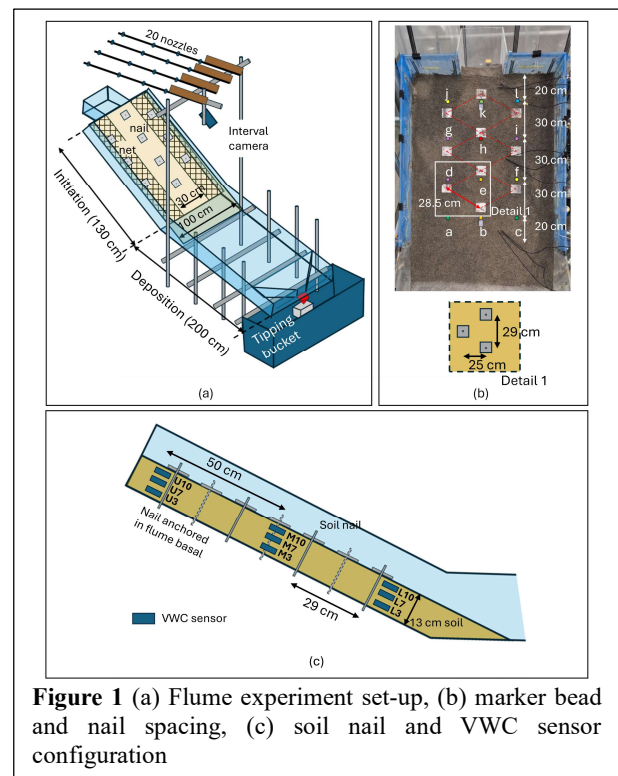 (a)
20 nozzles
nail
net
Interval
camera
30 cm
100 cm
Initiation (130 cm)
Deposition (200 cm)
Tipping
bucket
(a)
(b)
j
l
k
g
i
h
d
f
e
a
b
c
20 cm
30 cm
30 cm
30 cm
20 cm
28.5 cm
Detail 1
29 cm
25 cm
Detail 1
(b)
50 cm
U10
U7
U3
Nail anchored
in flume basal
M10
M7
M3
Soil nail
29 cm
L10
L7
L3
13 cm soil
VWC sensor
(c)
Figure 1 (a) Flume experiment set-up, (b) marker bead
and nail spacing, (c) soil nail and VWC sensor
configuration